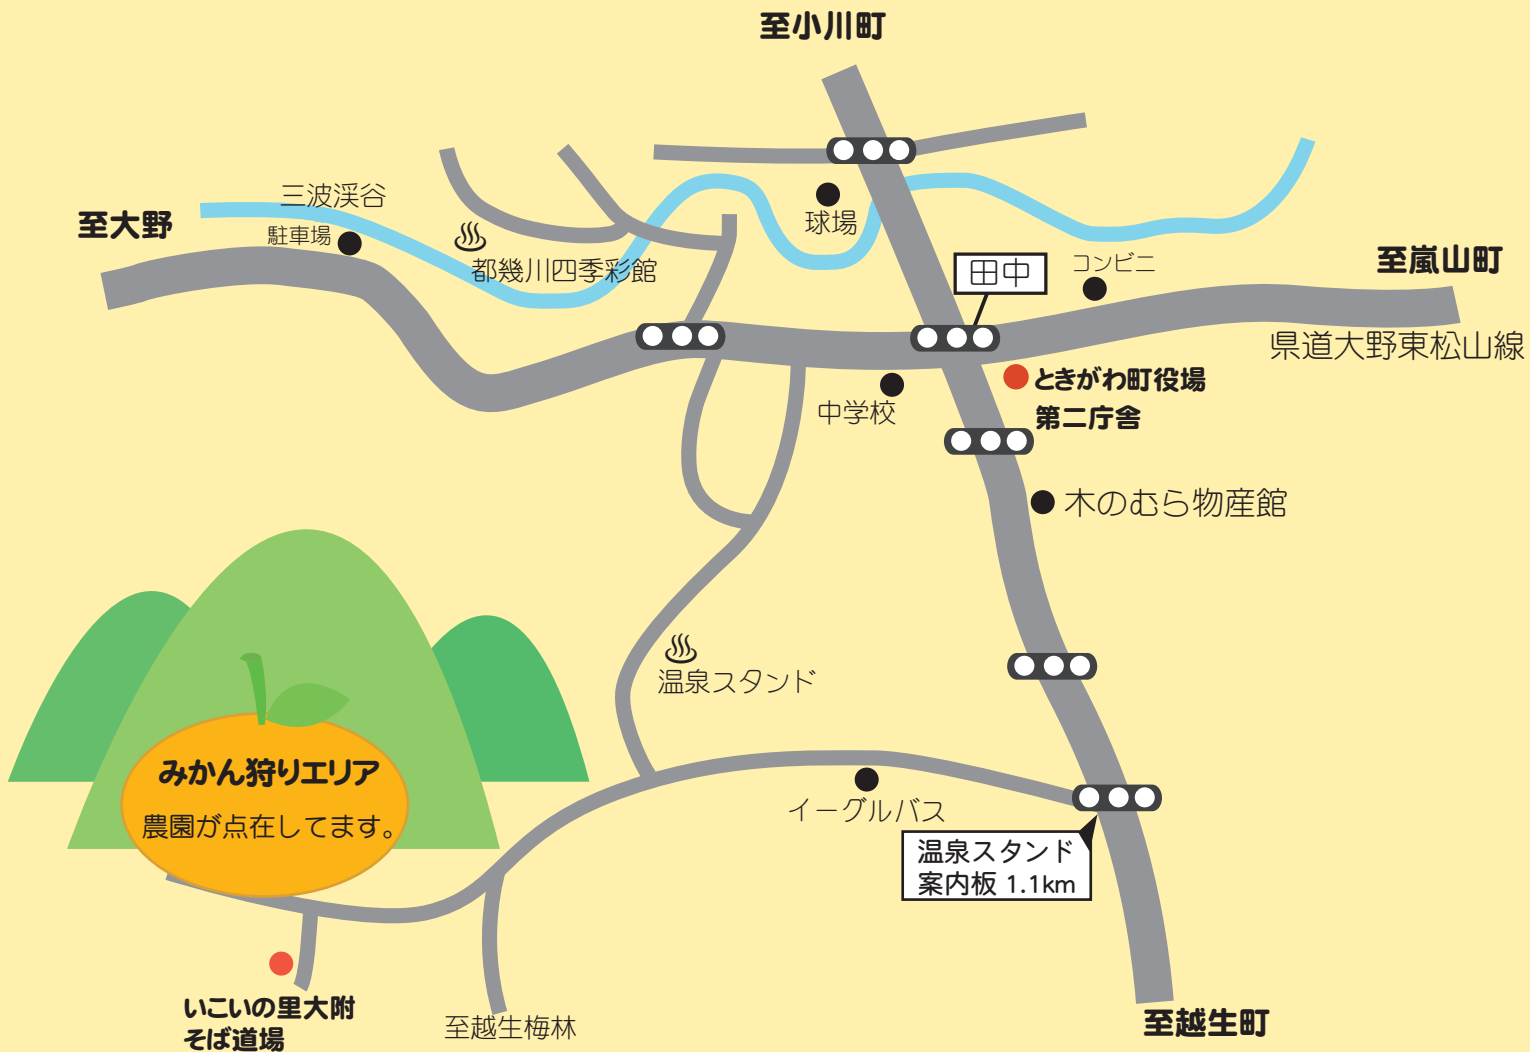 至小川町
三波渓谷
至大野
駐車場
球場
都幾川四季彩館
田中
コンビニ
至嵐山町
県道大野東松山線
ときがわ町役場
第二庁舎
中学校
木のむら物産館
温泉スタンド
みかん狩りエリア
農園が点在してます。
イーグルバス
温泉スタンド
案内板 1.1km
いこいの里大附
そば道場
至越生梅林
至越生町